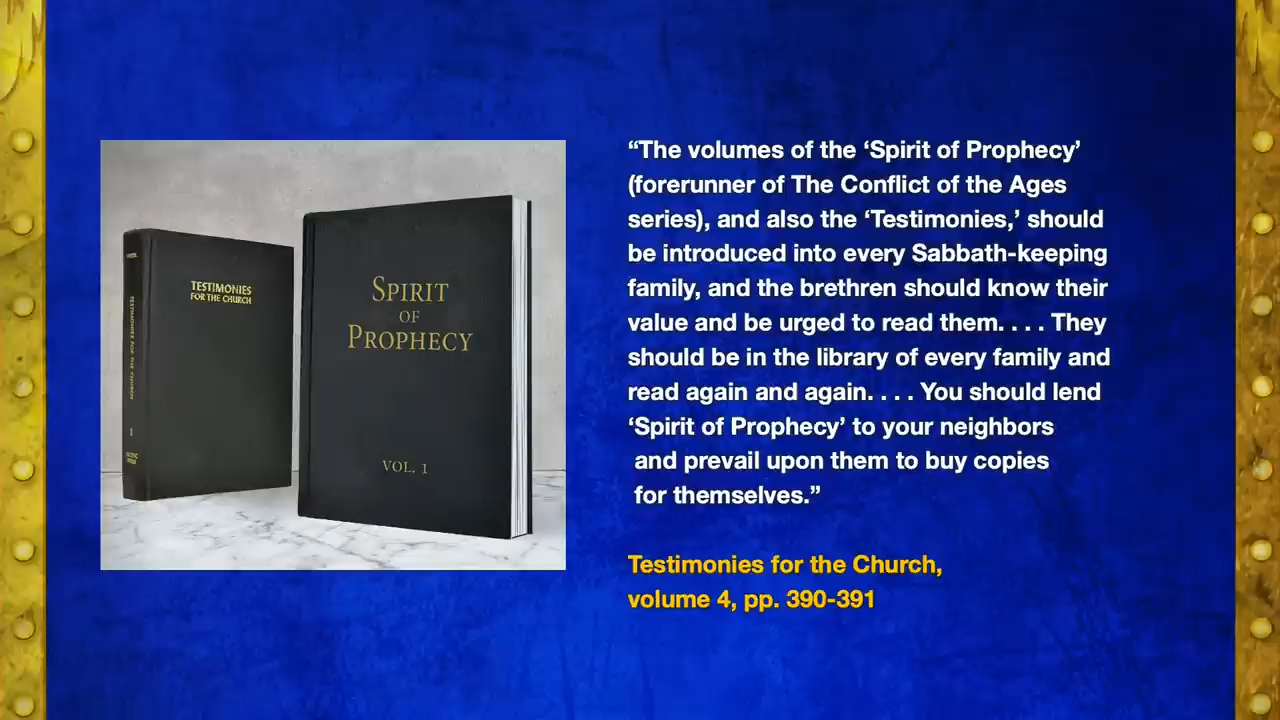 TESTIMONIES
FOR THE CHURCH
TESTIMONIES FOR THE CHURCH
SPIRIT
OF
PROPHECY
VOL. 1
“The volumes of the ‘Spirit of Prophecy’
(forerunner of The Conflict of the Ages
series), and also the ‘Testimonies,’ should
be introduced into every Sabbath-keeping
family, and the brethren should know their
value and be urged to read them. . . . They
should be in the library of every family and
read again and again. . . . You should lend
‘Spirit of Prophecy’ to your neighbors
and prevail upon them to buy copies
for themselves.”
Testimonies for the Church,
volume 4, pp. 390-391